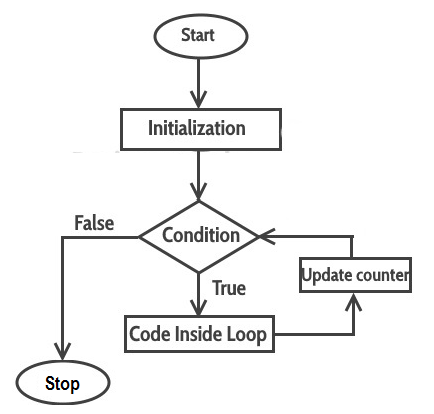 Start
Initialization
False
Condition
Update counter
True
Code Inside Loop
Stop